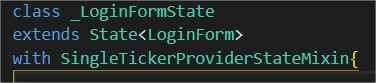 class _LoginFormState
extends State<LoginForm>
with SingleTickerProviderStateMixin{